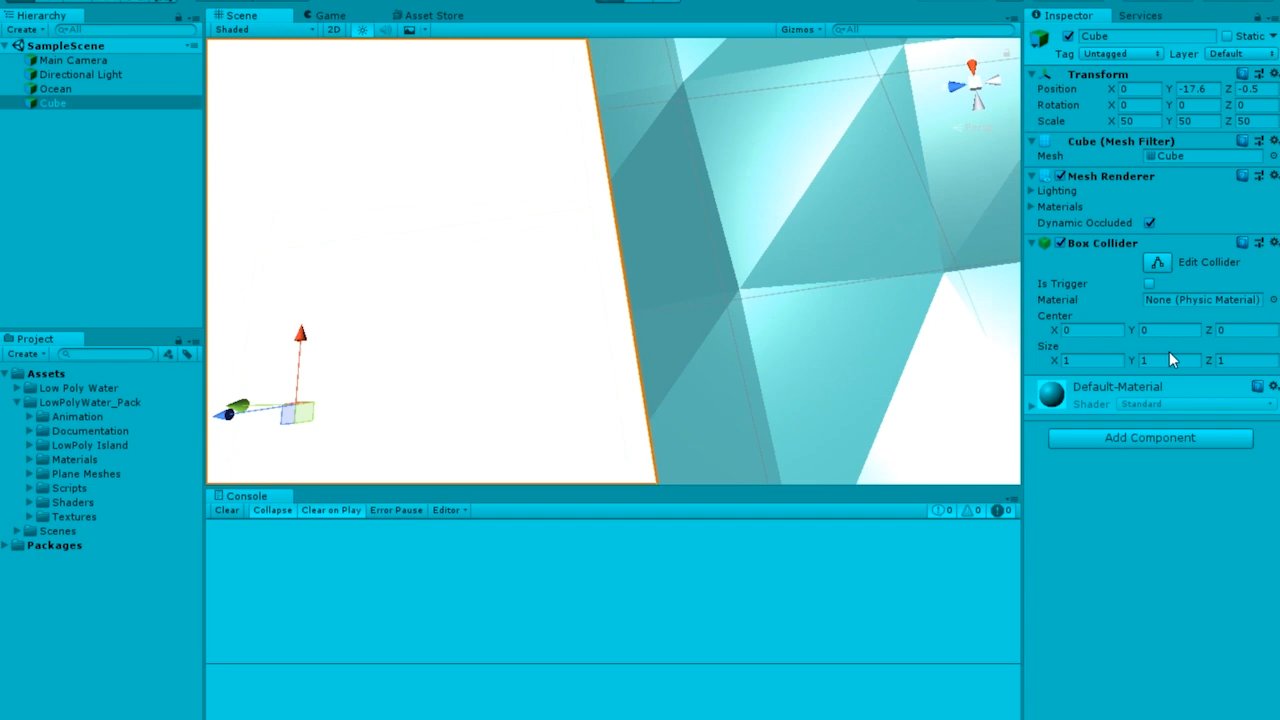 Hierarchy
Create
All
SampleScene
Main Camera
Directional Light
Ocean
Cube
Project
Create
Assets
Low Poly Water
LowPolyWater_Pack
Animation
Documentation
LowPoly Island
Materials
Plane Meshes
Scripts
Shaders
Textures
Scenes
Packages
Scene
Game
Asset Store
Shaded
2D
Gizmos
All
Console
Clear
Collapse
Clear on Play
Error Pause
Editor
0
0
0
Inspector
Services
Cube
Static
Tag Untagged Layer Default
Transform
Position X 0 Y -17.6 Z -0.5
Rotation X 0 Y 0 Z 0
Scale X 50 Y 50 Z 50
Cube (Mesh Filter)
Mesh Cube
Mesh Renderer
Lighting
Materials
Dynamic Occluded
Box Collider
Edit Collider
Is Trigger
Material None (Physic Material)
Center
X 0 Y 0 Z 0
Size
X 1 Y 1 Z 1
Default-Material
Shader Standard
Add Component